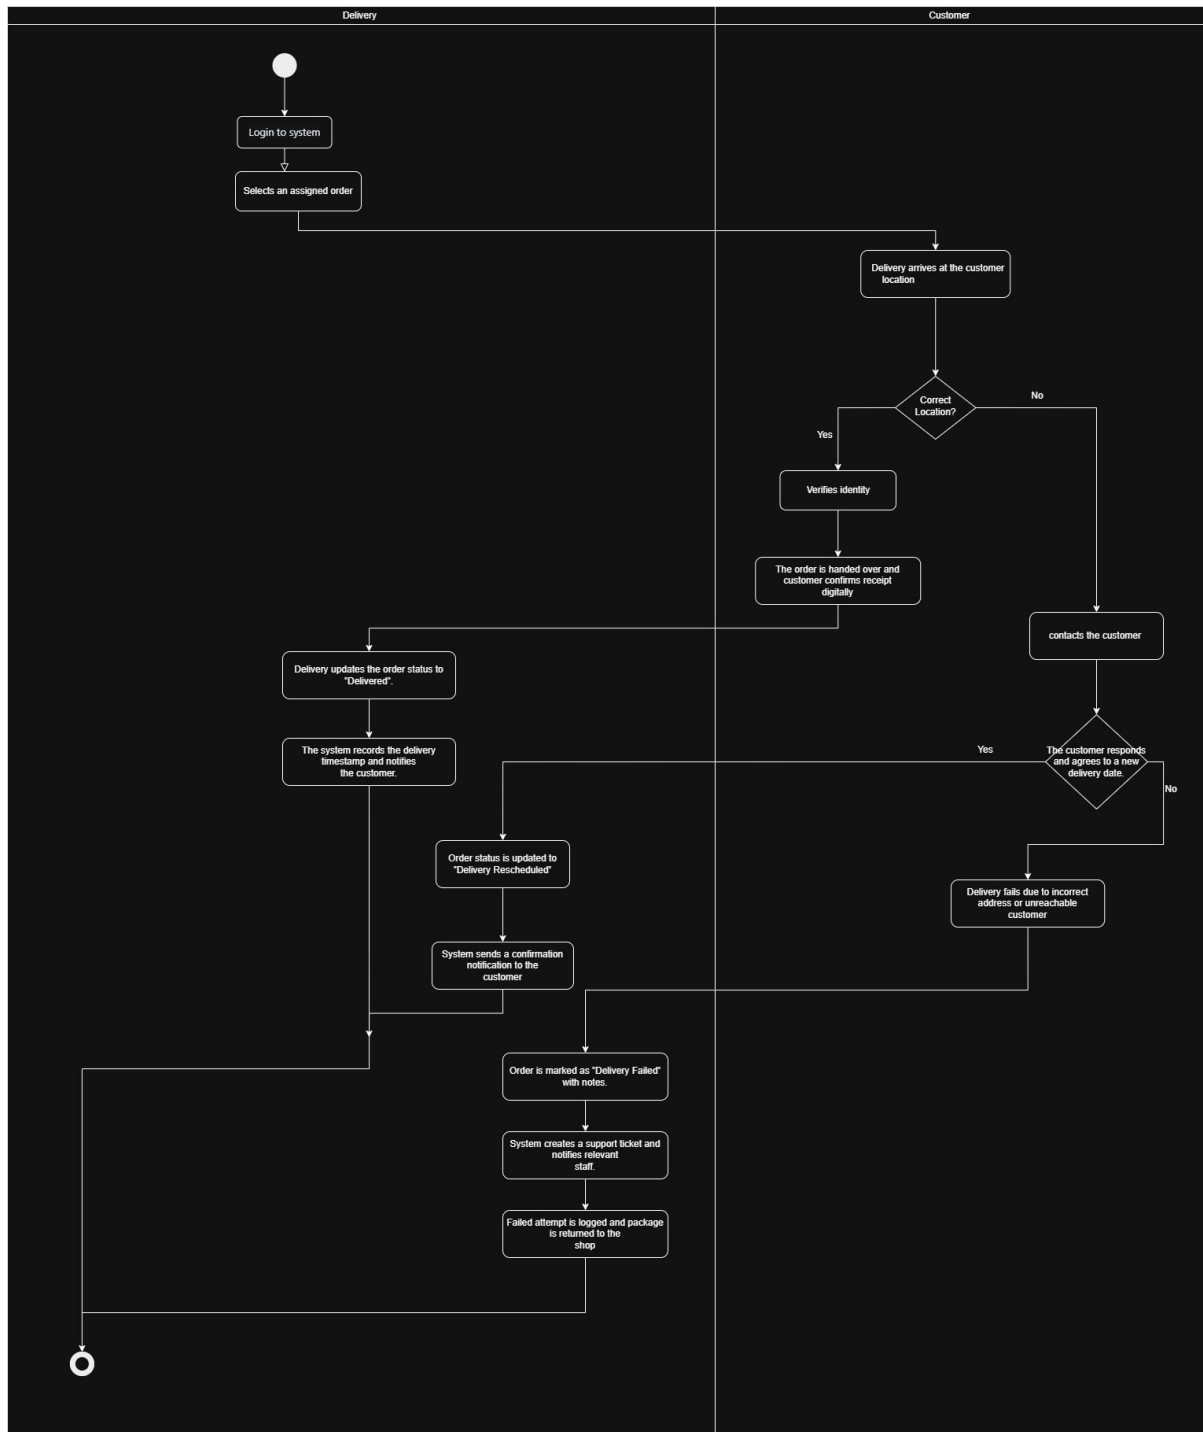 Delivery
Customer
Login to system
Selects an assigned order
Delivery arrives at the customer
location
Correct
Location?
No
Yes
Verifies identity
The order is handed over and
customer confirms receipt
digitally
contacts the customer
Delivery updates the order status to
"Delivered".
The system records the delivery
timestamp and notifies
the customer.
Yes
The customer responds
and agrees to a new
delivery date.
No
Order status is updated to
"Delivery Rescheduled"
Delivery fails due to incorrect
address or unreachable
customer
System sends a confirmation
notification to the
customer
Order is marked as "Delivery Failed"
with notes.
System creates a support ticket and
notifies relevant
staff.
Failed attempt is logged and package
is returned to the
shop